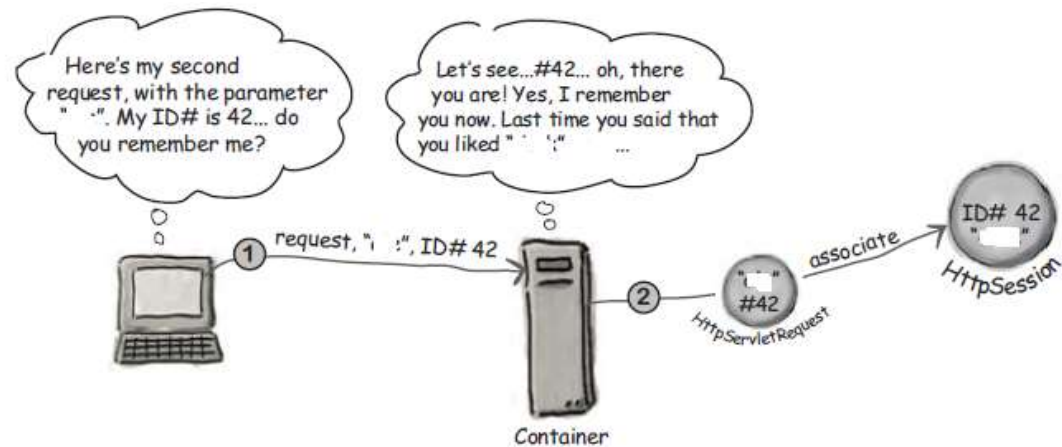 Here's my second
request, with the parameter
" ". My ID# is 42... do
you remember me?
Let's see...#42... oh, there
you are! Yes, I remember
you now. Last time you said that
you liked " " ...
1
request, " ", ID# 42
2
" "
#42
HttpServletRequest
associate
ID# 42
" "
HttpSession
Container